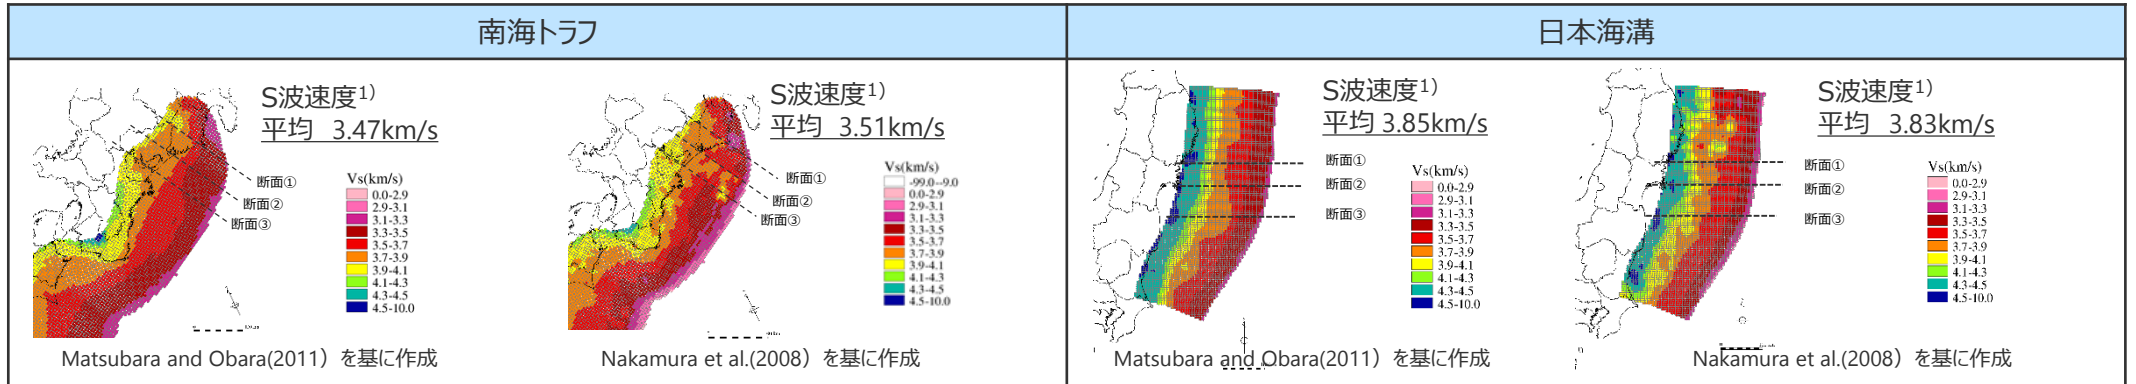 南海トラフ
日本海溝
S波速度1)
平均 3.47km/s
断面①
断面②
断面③
Vs(km/s)
0.0-2.9
2.9-3.1
3.1-3.3
3.3-3.5
3.5-3.7
3.7-3.9
3.9-4.1
4.1-4.3
4.3-4.5
4.5-10.0
Matsubara and Obara(2011) を基に作成
S波速度1)
平均 3.51km/s
断面①
断面②
断面③
Vs(km/s)
-99.0--9.0
0.0-2.9
2.9-3.1
3.1-3.3
3.3-3.5
3.5-3.7
3.7-3.9
3.9-4.1
4.1-4.3
4.3-4.5
4.5-10.0
Nakamura et al.(2008) を基に作成
S波速度1)
平均 3.85km/s
断面①
断面②
断面③
Vs(km/s)
0.0-2.9
2.9-3.1
3.1-3.3
3.3-3.5
3.5-3.7
3.7-3.9
3.9-4.1
4.1-4.3
4.3-4.5
4.5-10.0
Matsubara and Obara(2011) を基に作成
S波速度1)
平均 3.83km/s
断面①
断面②
断面③
Vs(km/s)
0.0-2.9
2.9-3.1
3.1-3.3
3.3-3.5
3.5-3.7
3.7-3.9
3.9-4.1
4.1-4.3
4.3-4.5
4.5-10.0
Nakamura et al.(2008) を基に作成